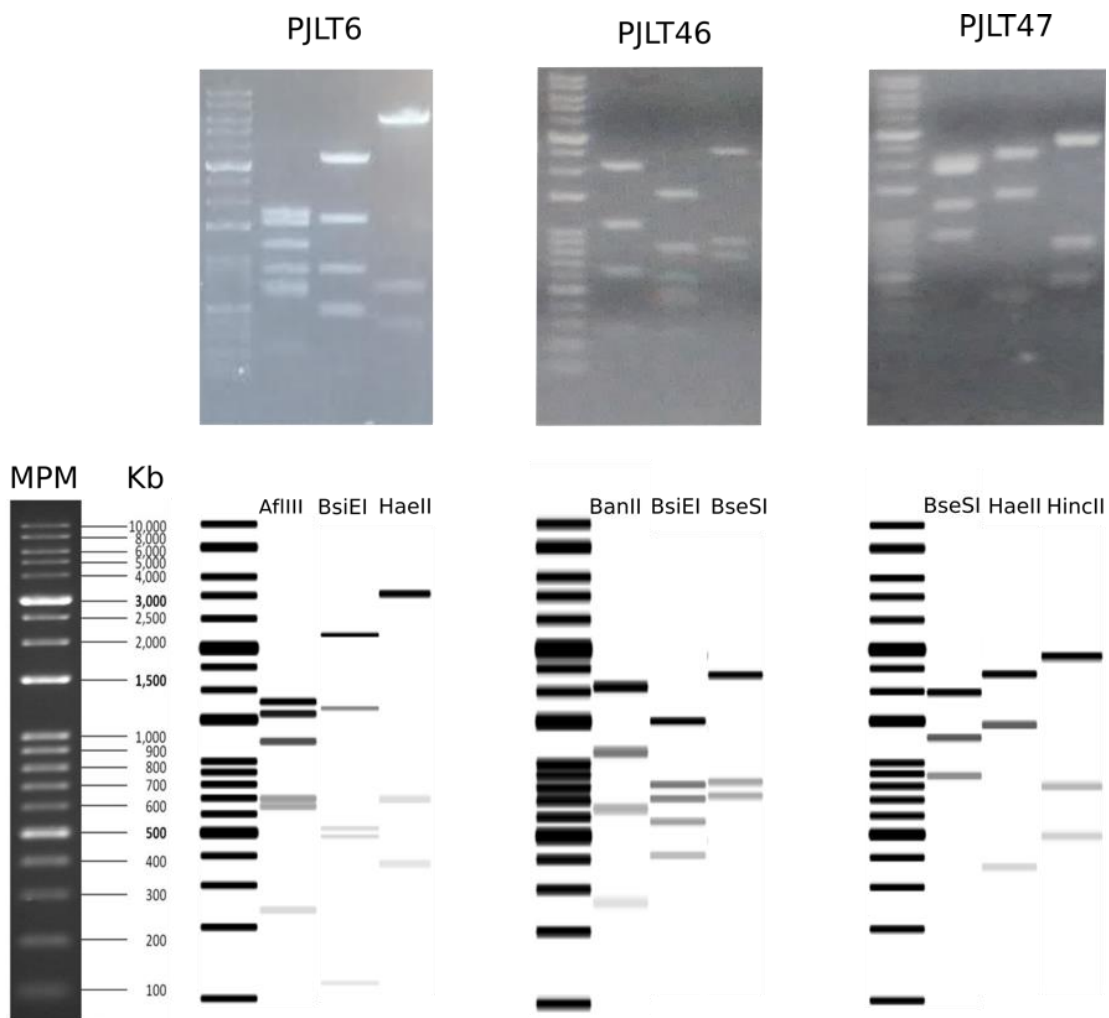 PJLT6
PJLT46
PJLT47
MPM Kb
AflIII BsiEI HaeII
BanII BsiEI BseSI
BseSI HaeII HincII
10,000
8,000
6,000
5,000
4,000
3,000
2,500
2,000
1,500
1,000
900
800
700
600
500
400
300
200
100